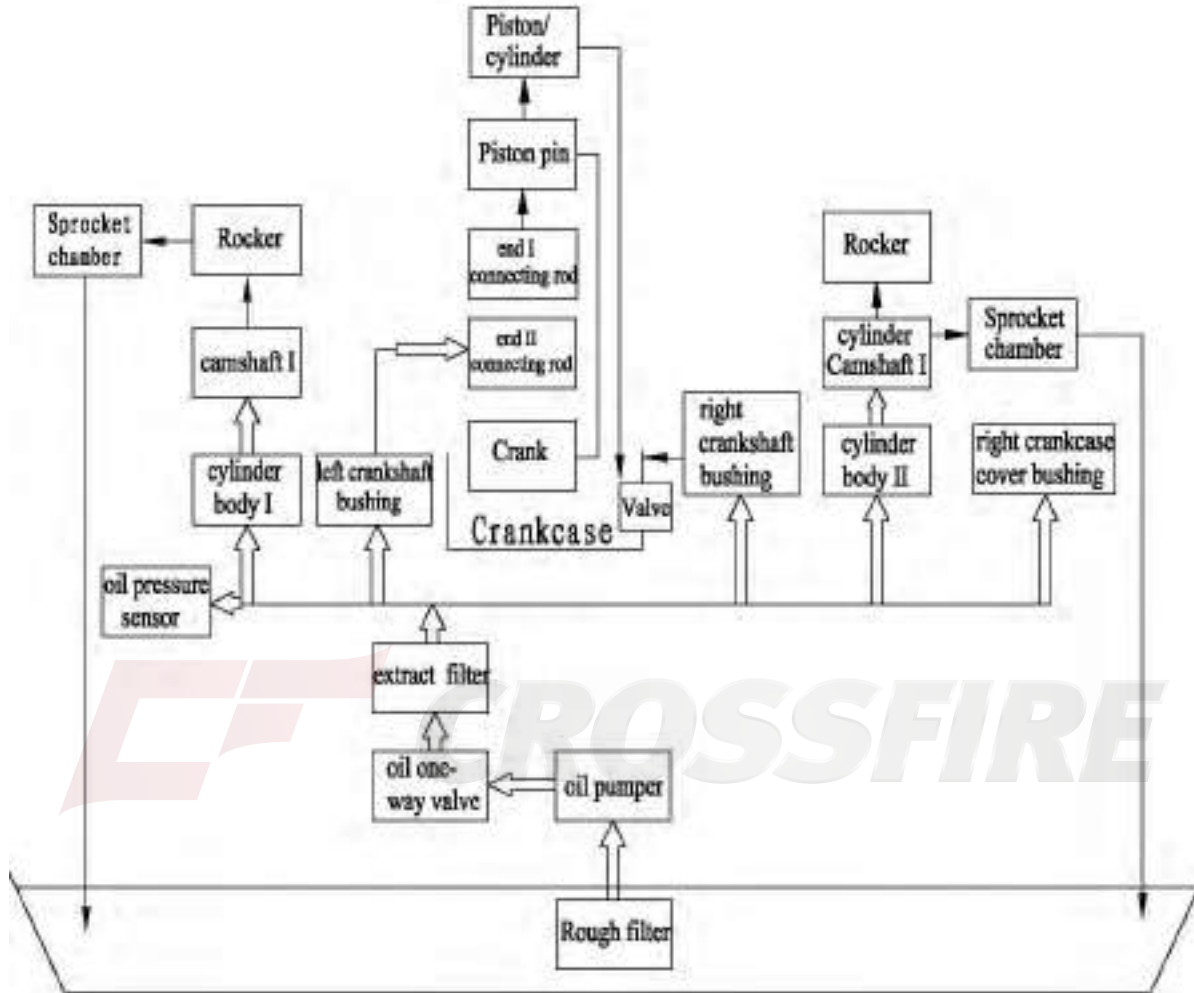 Piston/
cylinder
Piston pin
Sprocket
chamber
Rocker
end I
connecting rod
Rocker
camshaft I
end II
connecting rod
cylinder
Camshaft I
Sprocket
chamber
cylinder
body I
left crankshaft
bushing
Crank
right
crankshaft
bushing
cylinder
body II
right crankcase
cover bushing
Valve
Crankcase
oil pressure
sensor
extract filter
CROSSFIRE
oil one-
way valve
oil pumper
Rough filter